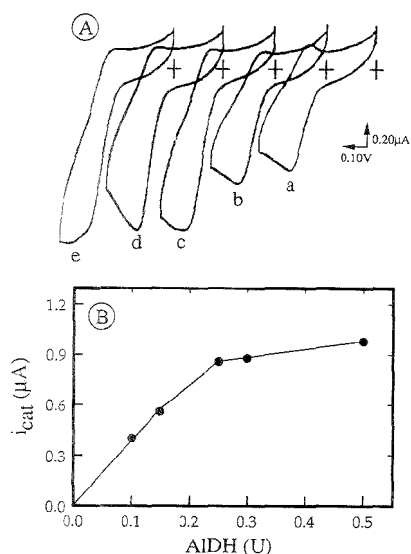 A
+ + + + +
0.20µA
0.10V
a
b
d c
e
B
1.2
0.9
0.6
0.3
0.0
i_cat (µA)
0.0 0.1 0.2 0.3 0.4 0.5
AlDH (U)